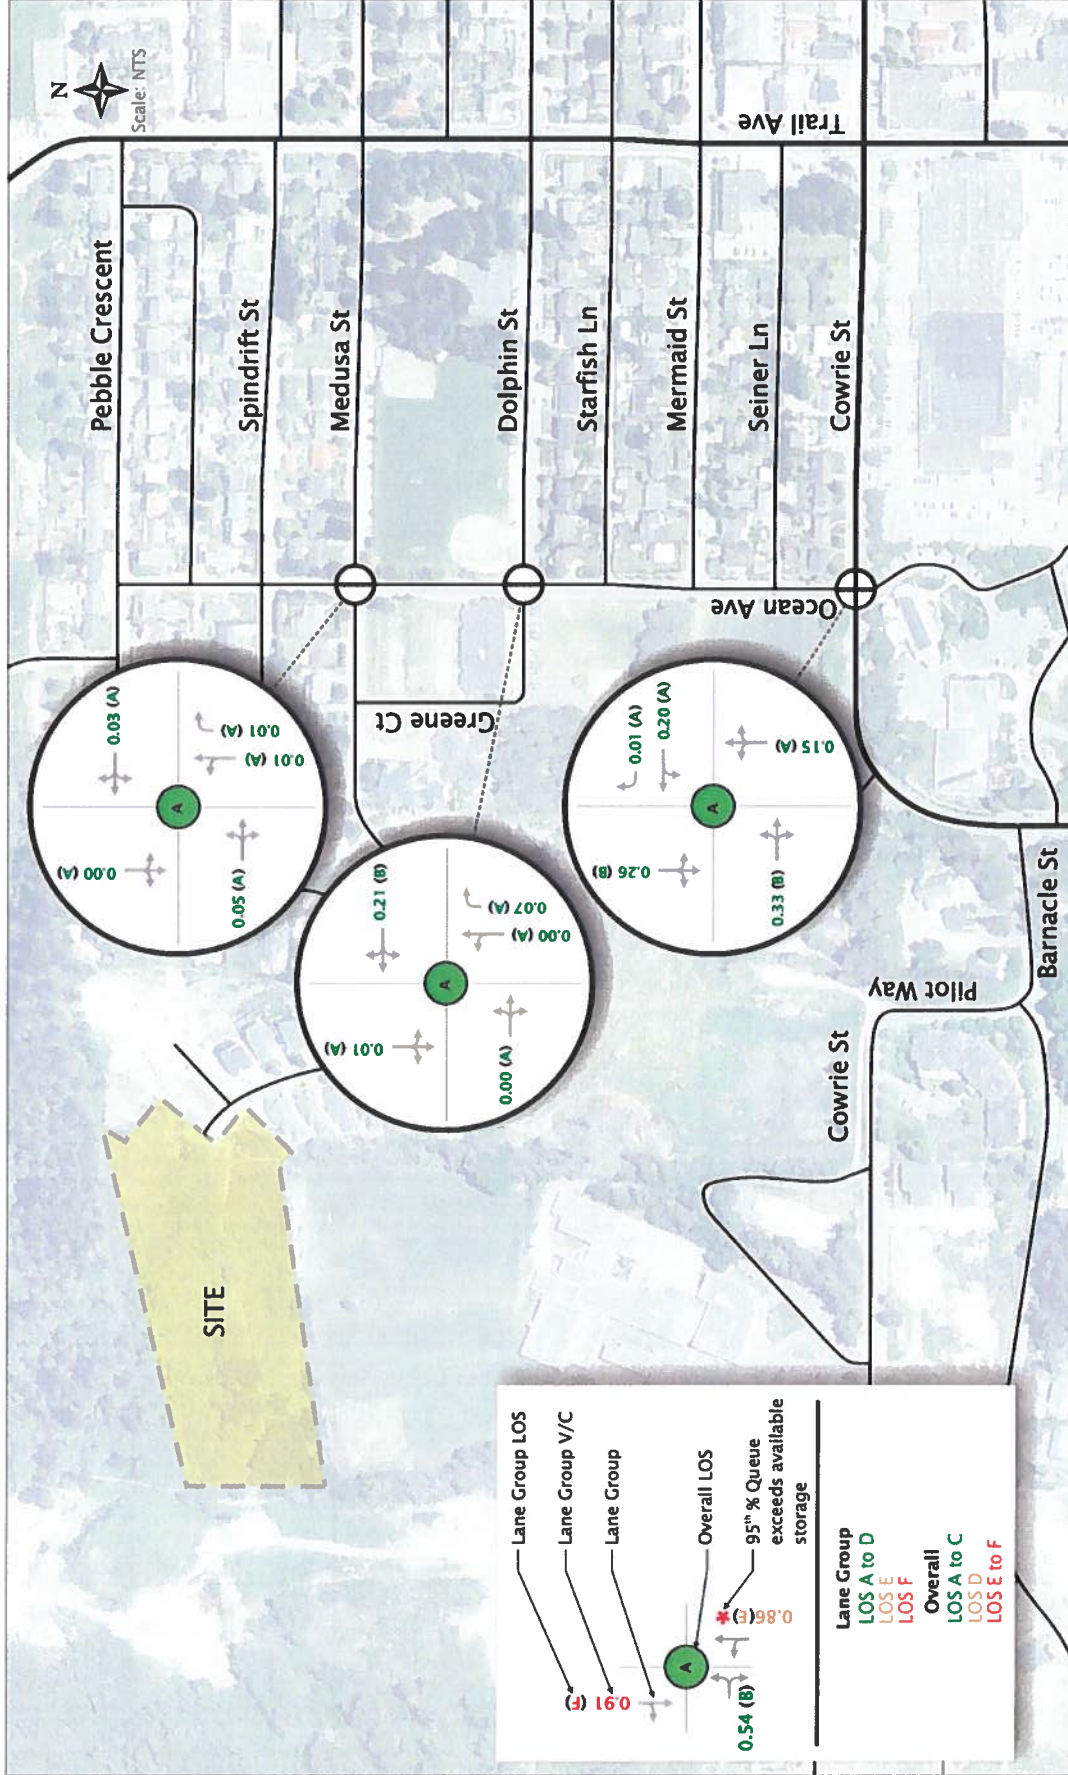 N
Scale: NTS
Pebble Crescent
Spindrift St
Medusa St
Dolphin St
Starfish Ln
Mermaid St
Seiner Ln
Cowrie St
Trail Ave
Ocean Ave
Greene Ct
Pilot Way
Barnacle St
Cowrie St
SITE
0.00 (A)
0.03 (A)
A
0.05 (A)
0.01 (A)
0.01 (A)
0.01 (A)
0.21 (B)
A
0.00 (A)
0.00 (A)
0.07 (A)
0.26 (B)
0.01 (A)
0.20 (A)
A
0.33 (B)
0.15 (A)
Lane Group LOS
Lane Group V/C
Lane Group
Overall LOS
95th % Queue
exceeds available
storage
0.91 (F)
A
0.54 (B)
0.86 (E)*
Lane Group
LOS A to D
LOS E
LOS F
Overall
LOS A to C
LOS D
LOS E to F